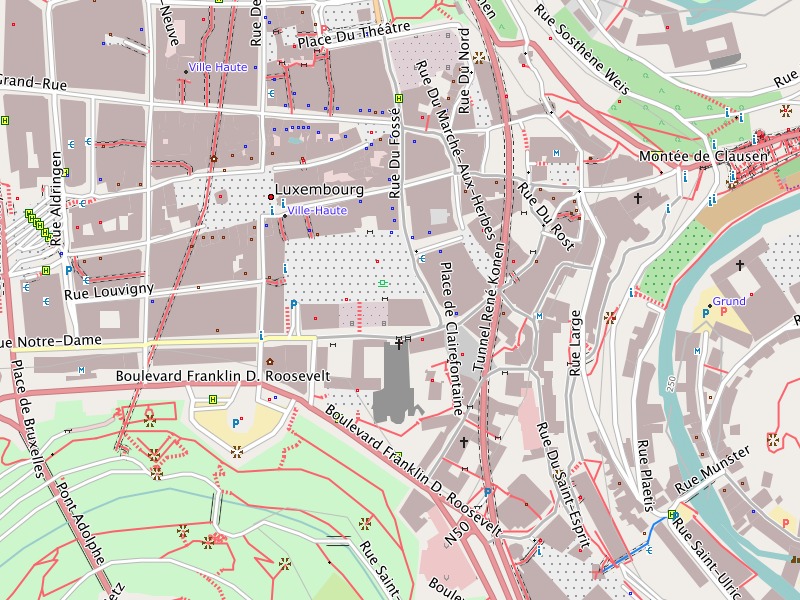 -Neuve
Rue De
Place Du Théâtre
Rue Du Nord
Rue Sosthène Weis
Ville Haute
Grand-Rue
Rue Du Fossé
Rue Du Marché-Aux-Herbes
Rue
Montée de Clausen
Rue Aldringen
Luxembourg
Ville-Haute
Rue Du Rost
Rue Louvigny
Place de Clairefontaine
Tunnel René Konen
Rue Large
Grund
P
P
P
P
ue Notre-Dame
Boulevard Franklin D. Roosevelt
250
Place de Bruxelles
P
Boulevard Franklin D. Roosevelt
Rue Du Saint-Esprit
Rue Plaetis
Rue Munster
Pont-Adolphe
P
N50
Rue Saint-
Rue Saint-Ulric
P
Boule
etz